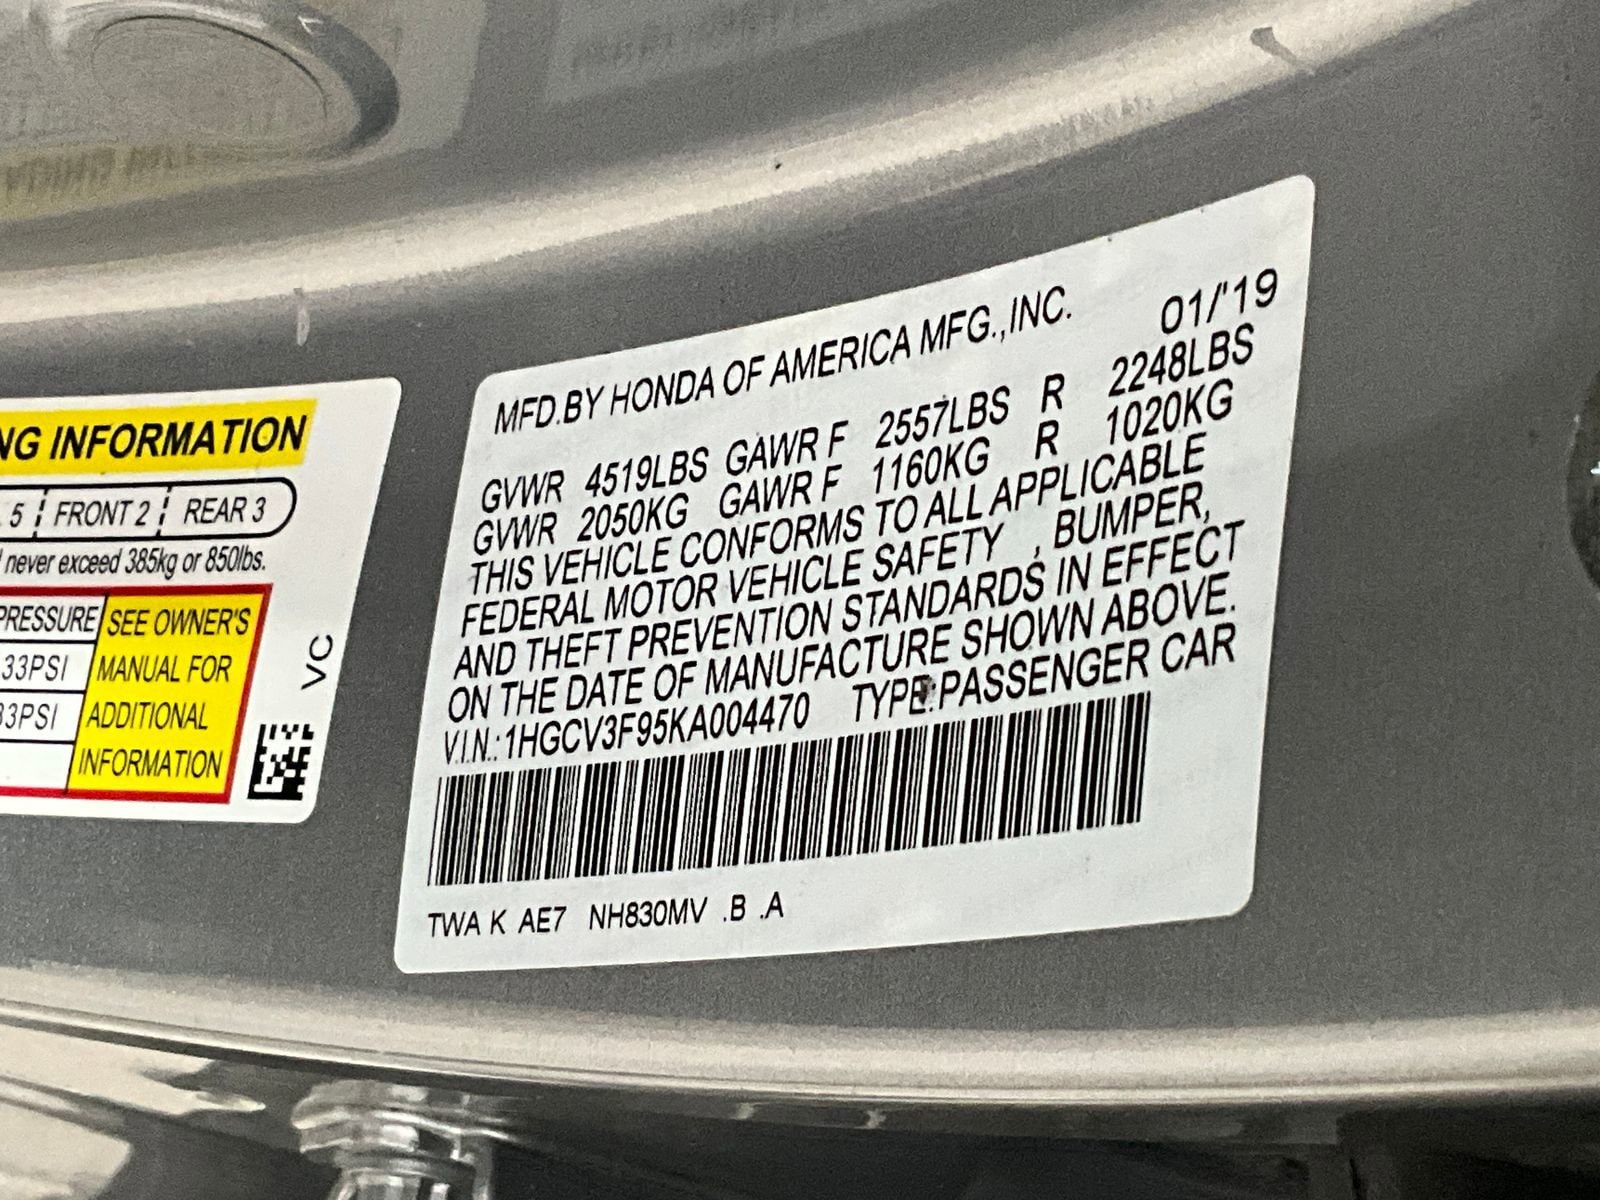 NG INFORMATION
5 FRONT 2 REAR 3
never exceed 385kg or 850lbs.
PRESSURE SEE OWNER'S
33PSI MANUAL FOR
33PSI ADDITIONAL
INFORMATION
VC
MFD.BY HONDA OF AMERICA MFG.,INC. 01/'19
GVWR 4519LBS GAWR F 2557LBS R 2248LBS
GVWR 2050KG GAWR F 1160KG R 1020KG
THIS VEHICLE CONFORMS TO ALL APPLICABLE
FEDERAL MOTOR VEHICLE SAFETY , BUMPER,
AND THEFT PREVENTION STANDARDS IN EFFECT
ON THE DATE OF MANUFACTURE SHOWN ABOVE.
V.I.N.: 1HGCV3F95KA004470 TYPE:PASSENGER CAR
TWA K AE7 NH830MV .B .A